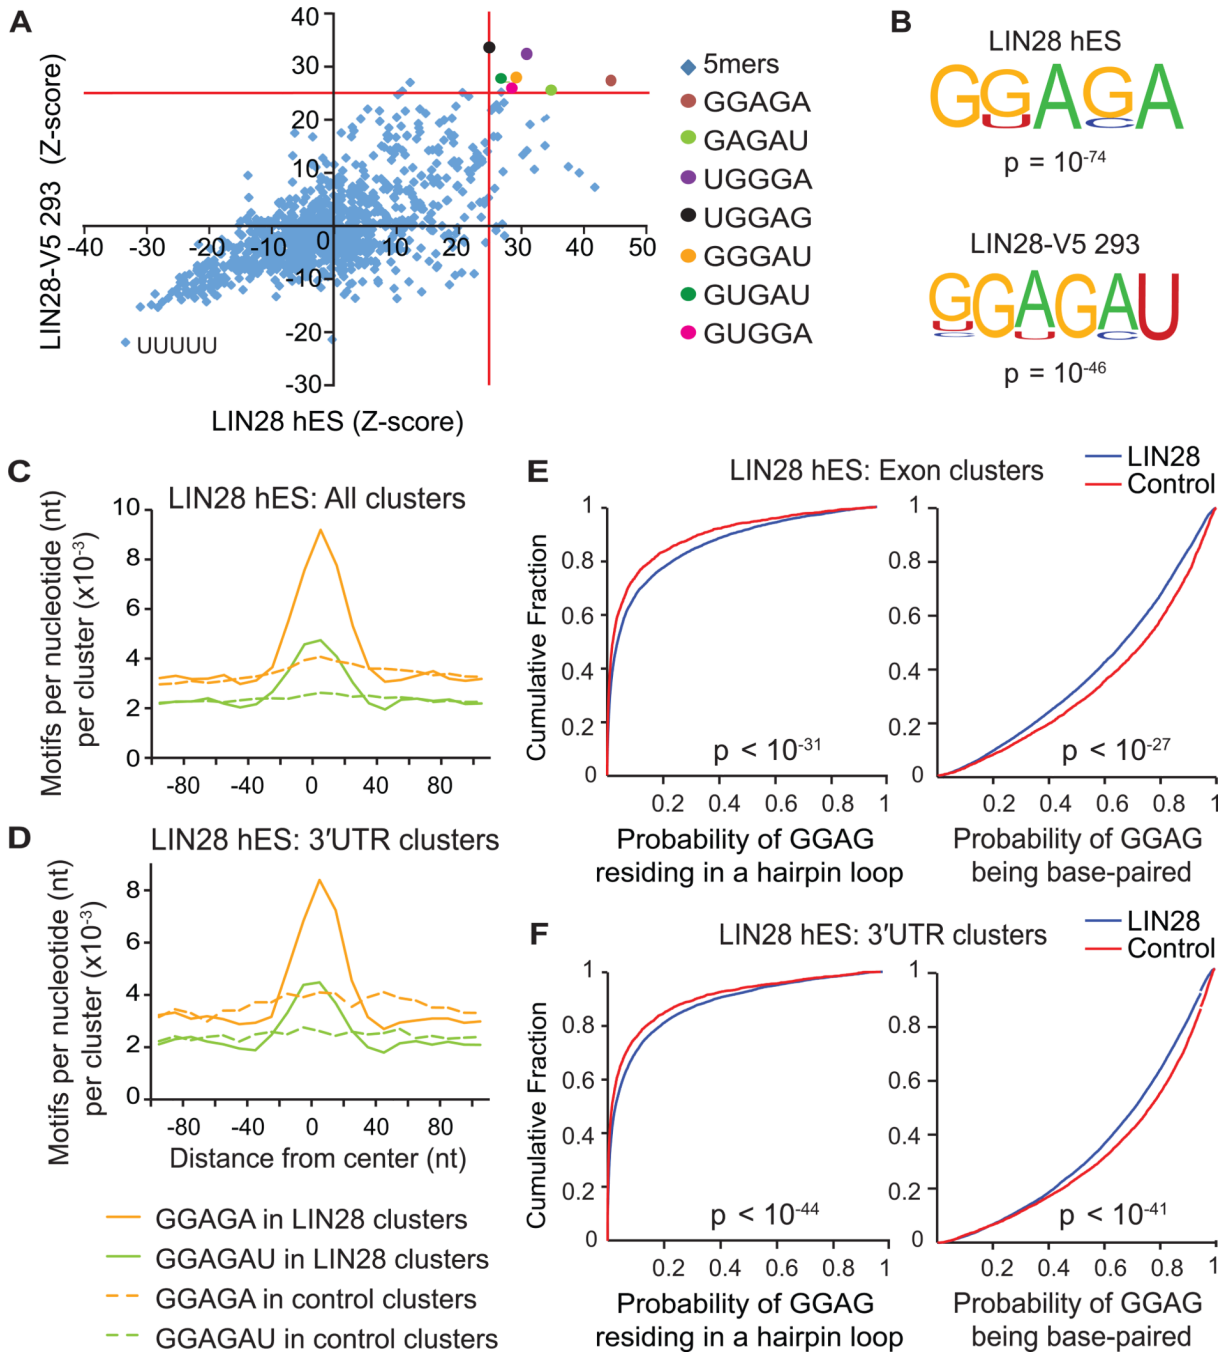 A
LIN28-V5 293 (Z-score)
40
30
20
10
0
-10
-20
-30
-40
-30
-20
-10
10
20
30
40
50
UUUUU
LIN28 hES (Z-score)
5mers
GGAGA
GAGAU
UGGGA
UGGAG
GGGAU
GUGAU
GUGGA
B
LIN28 hES
GGAGA
U C
p = 10-74
LIN28-V5 293
GGAGAU
U U C
C
p = 10-46
C
LIN28 hES: All clusters
Motifs per nucleotide (nt)
per cluster (x10-3)
10
8
6
4
2
0
-80
-40
0
40
80
D
LIN28 hES: 3′UTR clusters
Motifs per nucleotide (nt)
per cluster (x10-3)
8
6
4
2
0
-80
-40
0
40
80
Distance from center (nt)
GGAGA in LIN28 clusters
GGAGAU in LIN28 clusters
GGAGA in control clusters
GGAGAU in control clusters
E
LIN28 hES: Exon clusters
LIN28
Control
Cumulative Fraction
1
0.8
0.6
0.4
0.2
0
p < 10-31
0.2 0.4 0.6 0.8 1
Probability of GGAG
residing in a hairpin loop
1
0.8
0.6
0.4
0.2
0
p < 10-27
0.2 0.4 0.6 0.8 1
Probability of GGAG
being base-paired
F
LIN28 hES: 3′UTR clusters
LIN28
Control
Cumulative Fraction
1
0.8
0.6
0.4
0.2
0
p < 10-44
0.2 0.4 0.6 0.8 1
Probability of GGAG
residing in a hairpin loop
1
0.8
0.6
0.4
0.2
0
p < 10-41
0.2 0.4 0.6 0.8 1
Probability of GGAG
being base-paired